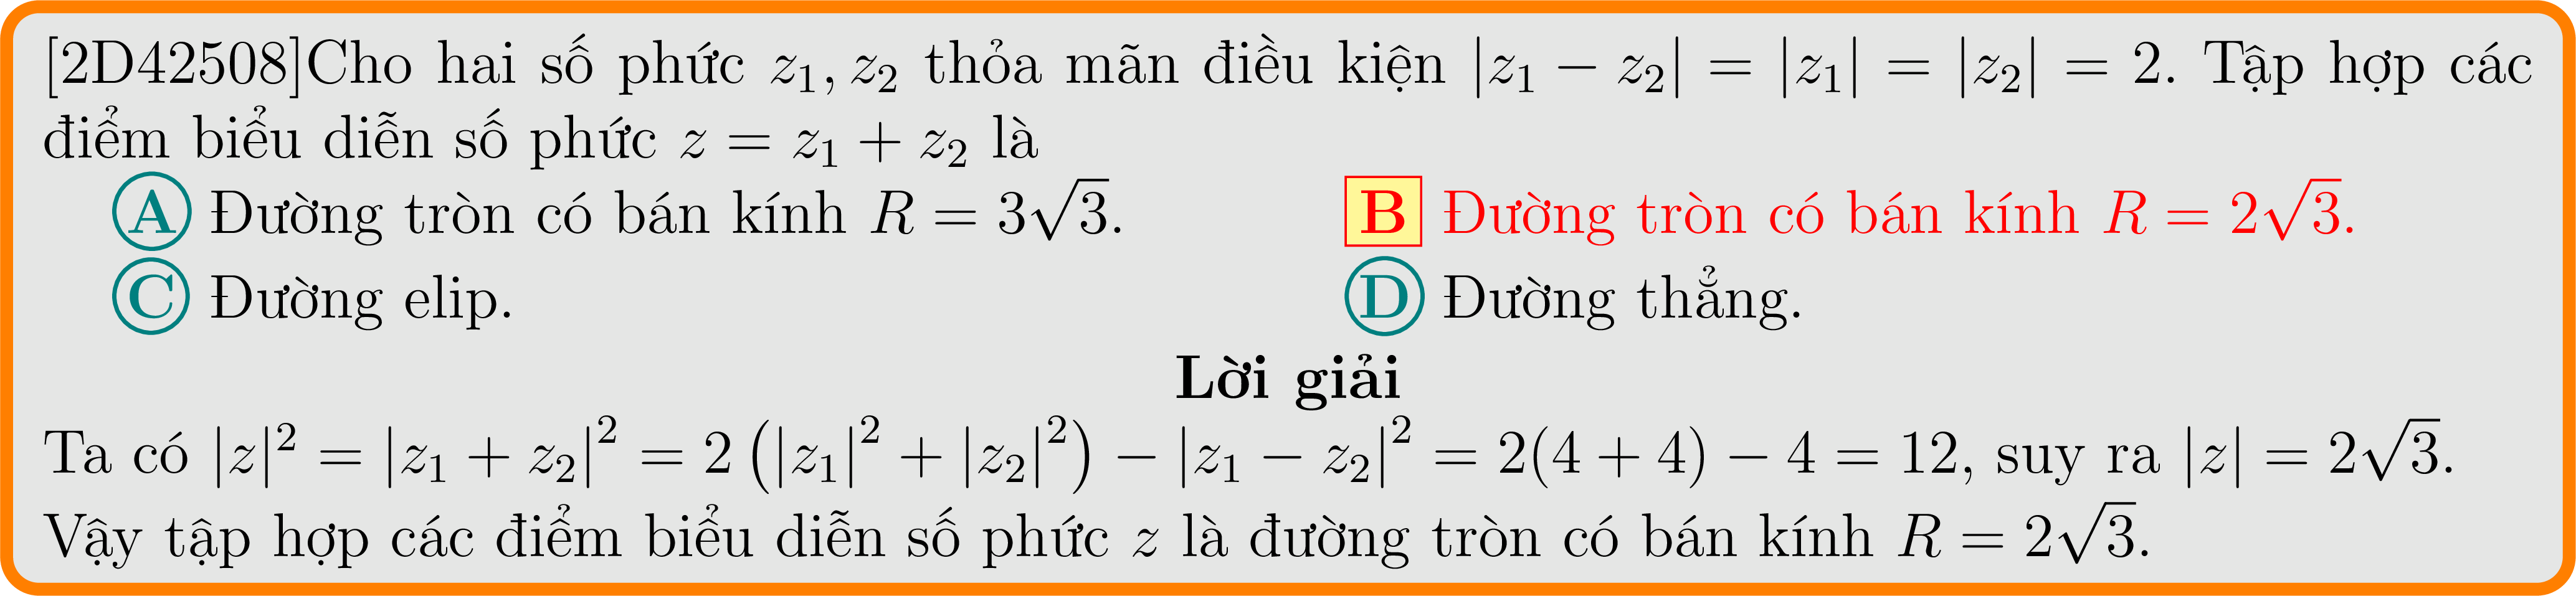 [2D42508]Cho hai số phức $z_1, z_2$ thỏa mãn điều kiện $|z_1 - z_2| = |z_1| = |z_2| = 2$. Tập hợp các
điểm biểu diễn số phức $z = z_1 + z_2$ là
A Đường tròn có bán kính $R = 3\sqrt{3}$. B Đường tròn có bán kính $R = 2\sqrt{3}$.
C Đường elip. D Đường thẳng.
Lời giải
Ta có $|z|^2 = |z_1 + z_2|^2 = 2\left(|z_1|^2 + |z_2|^2\right) - |z_1 - z_2|^2 = 2(4 + 4) - 4 = 12$, suy ra $|z| = 2\sqrt{3}$.
Vậy tập hợp các điểm biểu diễn số phức $z$ là đường tròn có bán kính $R = 2\sqrt{3}$.